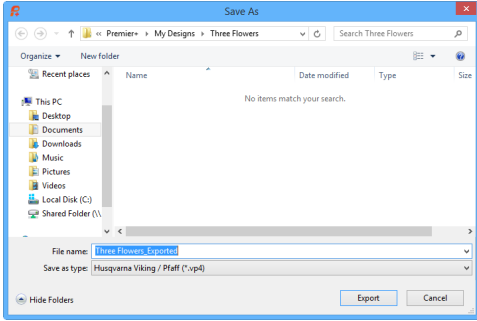 Save As
« Premier+ My Designs Three Flowers Search Three Flowers
Organize New folder
Recent places Name Date modified Type Size
No items match your search.
This PC
Desktop
Documents
Downloads
Music
Pictures
Videos
Local Disk (C:)
Shared Folder (\\
File name: Three Flowers_Exported
Save as type: Husqvarna Viking / Pfaff (*.vp4)
Hide Folders Export Cancel